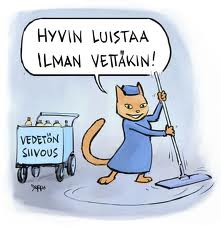 HYVIN LUISTAA
ILMAN VETTÄKIN!
VEDETÖN
SIIVOUS